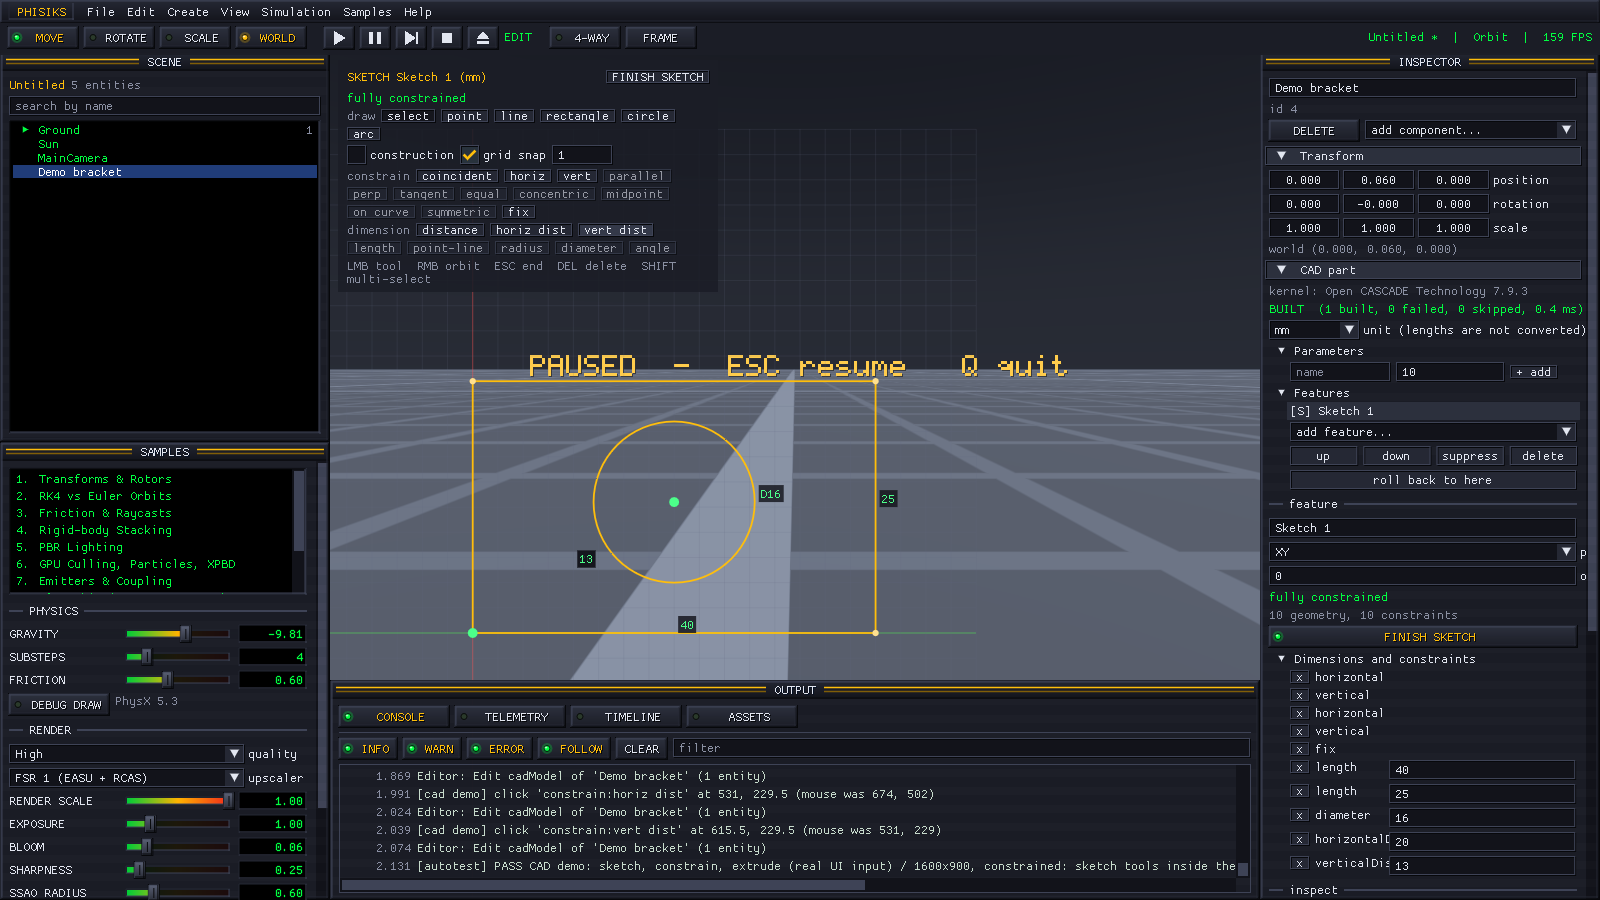 PHISIKS File Edit Create View Simulation Samples Help
MOVE ROTATE SCALE WORLD EDIT 4-WAY FRAME Untitled * | Orbit | 159 FPS
SCENE
Untitled 5 entities
search by name
Ground 1
Sun
MainCamera
Demo bracket
SAMPLES
1. Transforms & Rotors
2. RK4 vs Euler Orbits
3. Friction & Raycasts
4. Rigid-body Stacking
5. PBR Lighting
6. GPU Culling, Particles, XPBD
7. Emitters & Coupling
PHYSICS
GRAVITY -9.81
SUBSTEPS 4
FRICTION 0.60
DEBUG DRAW PhysX 5.3
RENDER
High quality
FSR 1 (EASU + RCAS) upscaler
RENDER SCALE 1.00
EXPOSURE 1.00
BLOOM 0.06
SHARPNESS 0.25
SSAO RADIUS 0.60
SKETCH Sketch 1 (mm) FINISH SKETCH
fully constrained
draw select point line rectangle circle
arc
construction grid snap 1
constrain coincident horiz vert parallel
perp tangent equal concentric midpoint
on curve symmetric fix
dimension distance horiz dist vert dist
length point-line radius diameter angle
LMB tool RMB orbit ESC end DEL delete SHIFT
multi-select
PAUSED - ESC resume Q quit
D16
25
13
40
OUTPUT
CONSOLE TELEMETRY TIMELINE ASSETS
INFO WARN ERROR FOLLOW CLEAR filter
1.869 Editor: Edit cadModel of 'Demo bracket' (1 entity)
1.991 [cad demo] click 'constrain:horiz dist' at 531, 229.5 (mouse was 674, 502)
2.024 Editor: Edit cadModel of 'Demo bracket' (1 entity)
2.039 [cad demo] click 'constrain:vert dist' at 615.5, 229.5 (mouse was 531, 229)
2.074 Editor: Edit cadModel of 'Demo bracket' (1 entity)
2.131 [autotest] PASS CAD demo: sketch, constrain, extrude (real UI input) / 1600x900, constrained: sketch tools inside the
INSPECTOR
Demo bracket
id 4
DELETE add component...
Transform
0.000 0.060 0.000 position
0.000 -0.000 0.000 rotation
1.000 1.000 1.000 scale
world (0.000, 0.060, 0.000)
CAD part
kernel: Open CASCADE Technology 7.9.3
BUILT (1 built, 0 failed, 0 skipped, 0.4 ms)
mm unit (lengths are not converted)
Parameters
name 10 + add
Features
[S] Sketch 1
add feature...
up down suppress delete
roll back to here
feature
Sketch 1
XY p
0 o
fully constrained
10 geometry, 10 constraints
FINISH SKETCH
Dimensions and constraints
x horizontal
x vertical
x horizontal
x vertical
x fix
x length 40
x length 25
x diameter 16
x horizontalD 20
x verticalDis 13
inspect